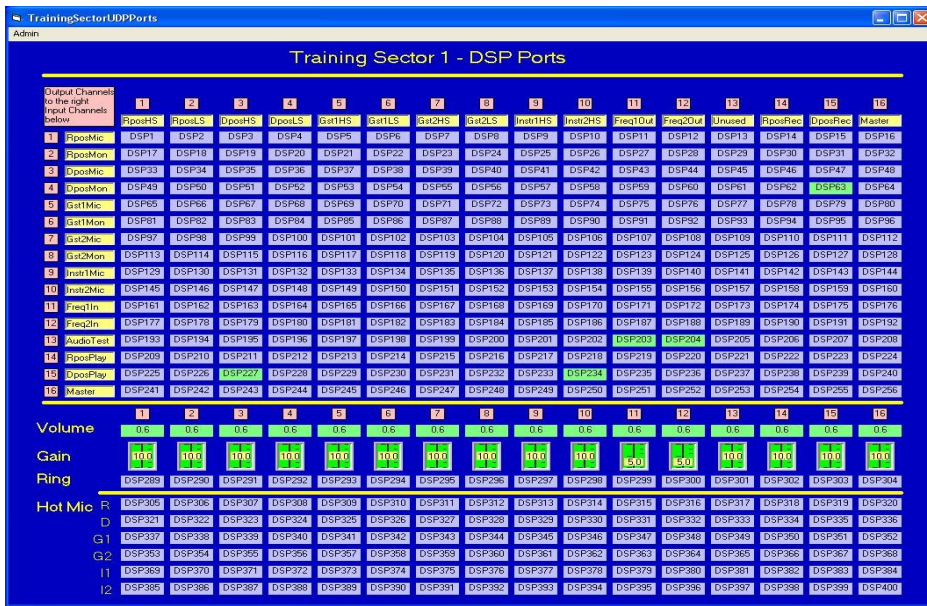 TrainingSectorUDPPorts
Admin
Training Sector 1 - DSP Ports
Output Channels
to the right
Input Channels
below
1 2 3 4 5 6 7 8 9 10 11 12 13 14 15 16
RposHS RposLS DposHS DposLS Gst1HS Gst1LS Gst2HS Gst2LS Instr1HS Instr2HS Freq1Out Freq2Out Unused RposRec DposRec Master
1 RposMic DSP1 DSP2 DSP3 DSP4 DSP5 DSP6 DSP7 DSP8 DSP9 DSP10 DSP11 DSP12 DSP13 DSP14 DSP15 DSP16
2 RposMon DSP17 DSP18 DSP19 DSP20 DSP21 DSP22 DSP23 DSP24 DSP25 DSP26 DSP27 DSP28 DSP29 DSP30 DSP31 DSP32
3 DposMic DSP33 DSP34 DSP35 DSP36 DSP37 DSP38 DSP39 DSP40 DSP41 DSP42 DSP43 DSP44 DSP45 DSP46 DSP47 DSP48
4 DposMon DSP49 DSP50 DSP51 DSP52 DSP53 DSP54 DSP55 DSP56 DSP57 DSP58 DSP59 DSP60 DSP61 DSP62 DSP63 DSP64
5 Gst1Mic DSP65 DSP66 DSP67 DSP68 DSP69 DSP70 DSP71 DSP72 DSP73 DSP74 DSP75 DSP76 DSP77 DSP78 DSP79 DSP80
6 Gst1Mon DSP81 DSP82 DSP83 DSP84 DSP85 DSP86 DSP87 DSP88 DSP89 DSP90 DSP91 DSP92 DSP93 DSP94 DSP95 DSP96
7 Gst2Mic DSP97 DSP98 DSP99 DSP100 DSP101 DSP102 DSP103 DSP104 DSP105 DSP106 DSP107 DSP108 DSP109 DSP110 DSP111 DSP112
8 Gst2Mon DSP113 DSP114 DSP115 DSP116 DSP117 DSP118 DSP119 DSP120 DSP121 DSP122 DSP123 DSP124 DSP125 DSP126 DSP127 DSP128
9 Instr1Mic DSP129 DSP130 DSP131 DSP132 DSP133 DSP134 DSP135 DSP136 DSP137 DSP138 DSP139 DSP140 DSP141 DSP142 DSP143 DSP144
10 Instr2Mic DSP145 DSP146 DSP147 DSP148 DSP149 DSP150 DSP151 DSP152 DSP153 DSP154 DSP155 DSP156 DSP157 DSP158 DSP159 DSP160
11 Freq1In DSP161 DSP162 DSP163 DSP164 DSP165 DSP166 DSP167 DSP168 DSP169 DSP170 DSP171 DSP172 DSP173 DSP174 DSP175 DSP176
12 Freq2In DSP177 DSP178 DSP179 DSP180 DSP181 DSP182 DSP183 DSP184 DSP185 DSP186 DSP187 DSP188 DSP189 DSP190 DSP191 DSP192
13 AudioTest DSP193 DSP194 DSP195 DSP196 DSP197 DSP198 DSP199 DSP200 DSP201 DSP202 DSP203 DSP204 DSP205 DSP206 DSP207 DSP208
14 RposPlay DSP209 DSP210 DSP211 DSP212 DSP213 DSP214 DSP215 DSP216 DSP217 DSP218 DSP219 DSP220 DSP221 DSP222 DSP223 DSP224
15 DposPlay DSP225 DSP226 DSP227 DSP228 DSP229 DSP230 DSP231 DSP232 DSP233 DSP234 DSP235 DSP236 DSP237 DSP238 DSP239 DSP240
16 Master DSP241 DSP242 DSP243 DSP244 DSP245 DSP246 DSP247 DSP248 DSP249 DSP250 DSP251 DSP252 DSP253 DSP254 DSP255 DSP256
1 2 3 4 5 6 7 8 9 10 11 12 13 14 15 16
Volume 0.6 0.6 0.6 0.6 0.6 0.6 0.6 0.6 0.6 0.6 0.6 0.6 0.6 0.6 0.6 0.6
Gain 10.0 10.0 10.0 10.0 10.0 10.0 10.0 10.0 10.0 10.0 5.0 5.0 10.0 10.0 10.0 10.0
Ring DSP289 DSP290 DSP291 DSP292 DSP293 DSP294 DSP295 DSP296 DSP297 DSP298 DSP299 DSP300 DSP301 DSP302 DSP303 DSP304
Hot Mic R DSP305 DSP306 DSP307 DSP308 DSP309 DSP310 DSP311 DSP312 DSP313 DSP314 DSP315 DSP316 DSP317 DSP318 DSP319 DSP320
D DSP321 DSP322 DSP323 DSP324 DSP325 DSP326 DSP327 DSP328 DSP329 DSP330 DSP331 DSP332 DSP333 DSP334 DSP335 DSP336
G1 DSP337 DSP338 DSP339 DSP340 DSP341 DSP342 DSP343 DSP344 DSP345 DSP346 DSP347 DSP348 DSP349 DSP350 DSP351 DSP352
G2 DSP353 DSP354 DSP355 DSP356 DSP357 DSP358 DSP359 DSP360 DSP361 DSP362 DSP363 DSP364 DSP365 DSP366 DSP367 DSP368
I1 DSP369 DSP370 DSP371 DSP372 DSP373 DSP374 DSP375 DSP376 DSP377 DSP378 DSP379 DSP380 DSP381 DSP382 DSP383 DSP384
I2 DSP385 DSP386 DSP387 DSP388 DSP389 DSP390 DSP391 DSP392 DSP393 DSP394 DSP395 DSP396 DSP397 DSP398 DSP399 DSP400